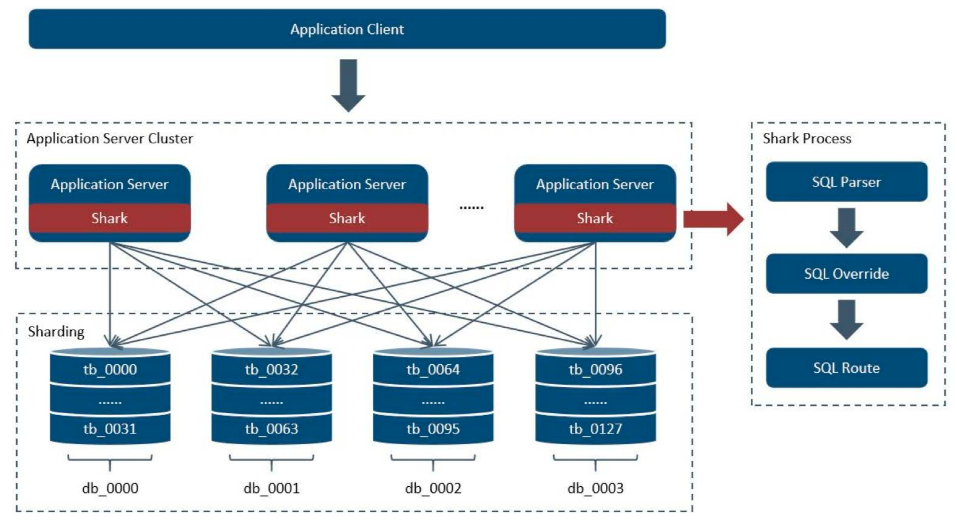 Application Client
Application Server Cluster
Application Server
Shark
Application Server
Shark
......
Application Server
Shark
Shark Process
SQL Parser
SQL Override
SQL Route
Sharding
tb_0000
......
tb_0031
db_0000
tb_0032
......
tb_0063
db_0001
tb_0064
......
tb_0095
db_0002
tb_0096
......
tb_0127
db_0003